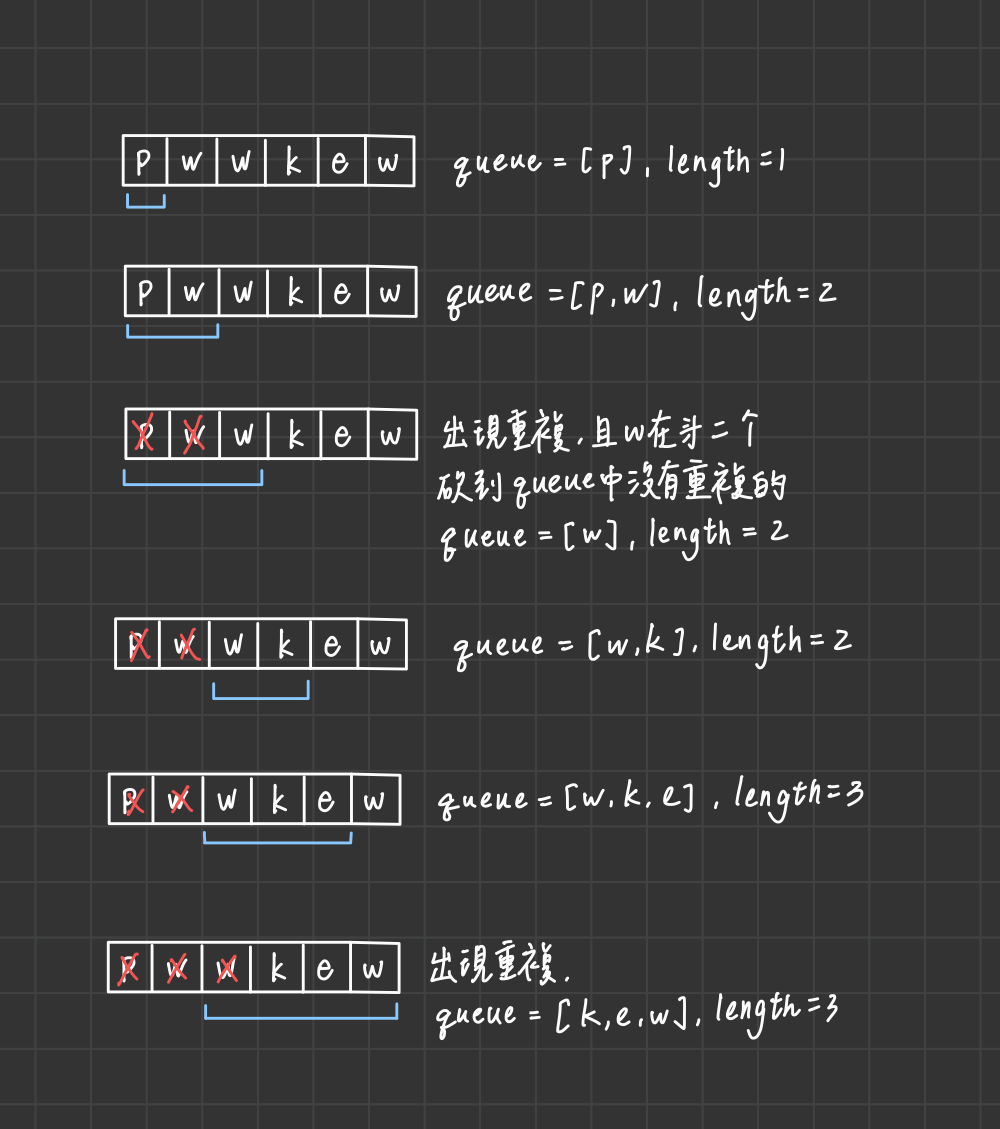 p w w k e w queue = [p], length = 1
p w w k e w queue = [p, w], length = 2
p w w k e w 出現重複, 且w在第二个
砍到queue中沒有重複的
queue = [w], length = 2
p w w k e w queue = [w, k], length = 2
p w w k e w queue = [w, k, e], length = 3
p w w k e w 出現重複,
queue = [k, e, w], length = 3